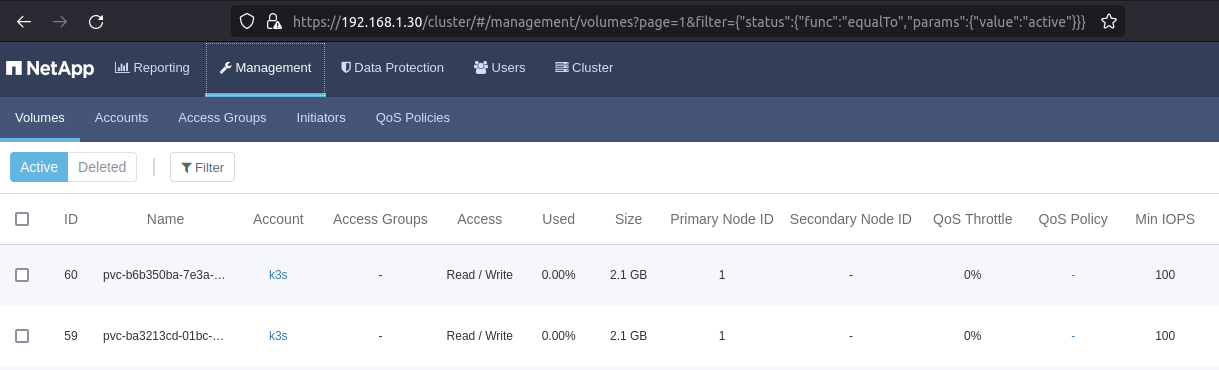 https://192.168.1.30/cluster/#/management/volumes?page=1&filter={"status":{"func":"equalTo","params":{"value":"active"}}}
NetApp Reporting Management Data Protection Users Cluster
Volumes Accounts Access Groups Initiators QoS Policies
Active Deleted Filter
ID Name Account Access Groups Access Used Size Primary Node ID Secondary Node ID QoS Throttle QoS Policy Min IOPS
60 pvc-b6b350ba-7e3a-... k3s - Read / Write 0.00% 2.1 GB 1 - 0% - 100
59 pvc-ba3213cd-01bc-... k3s - Read / Write 0.00% 2.1 GB 1 - 0% - 100